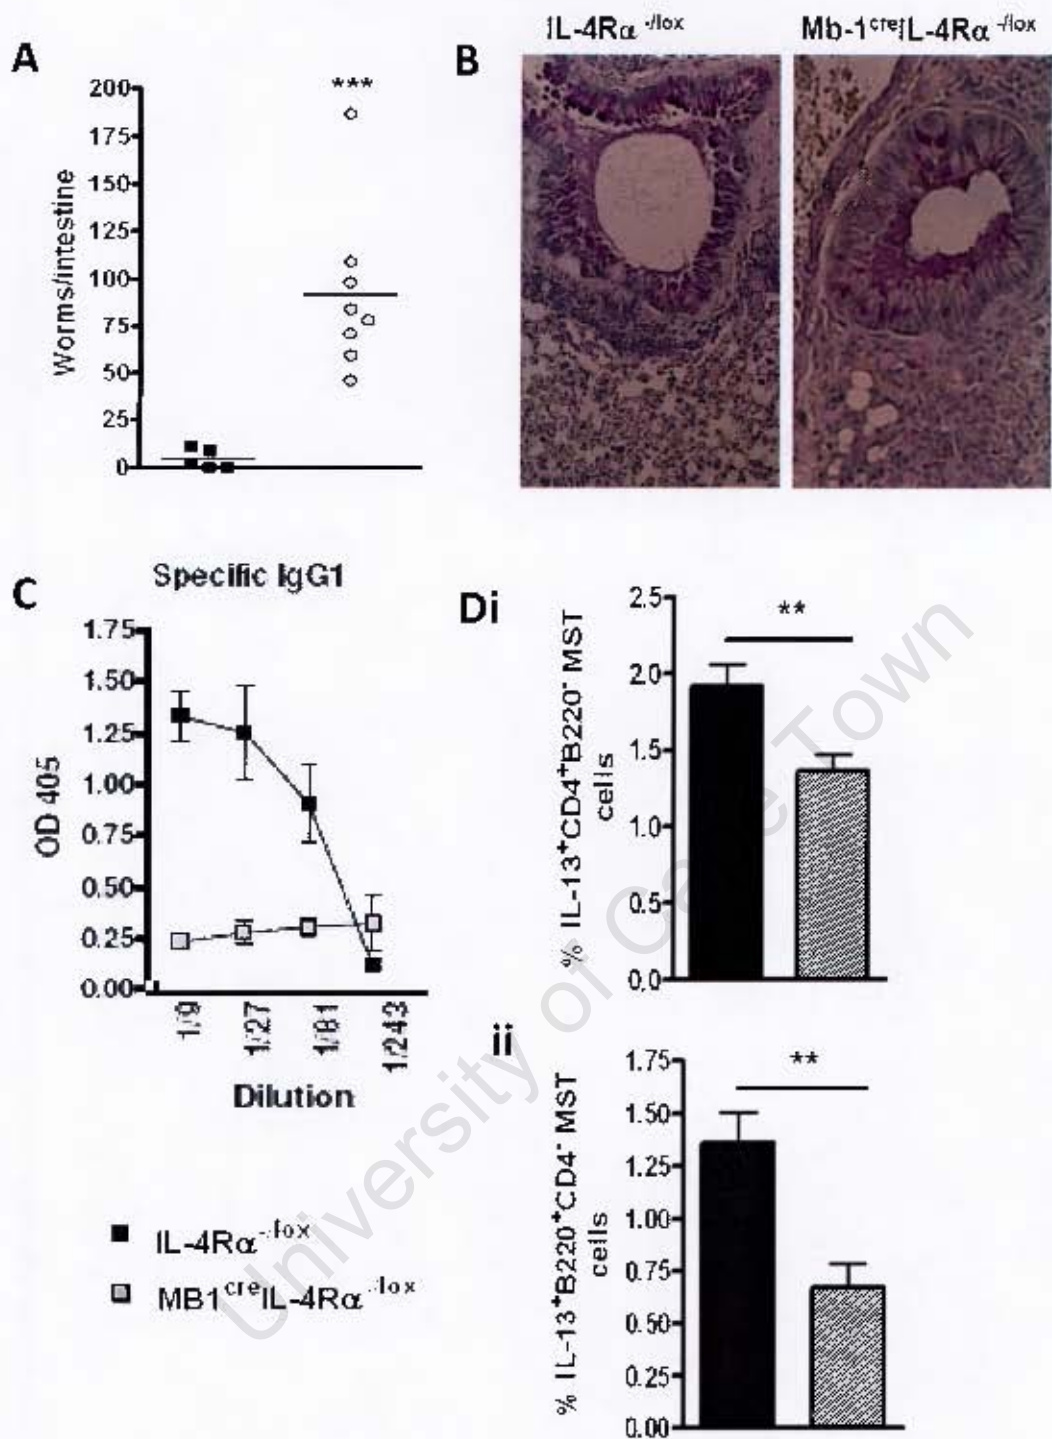 A
***
200
175
150
125
100
75
50
25
0
Worms/intestine
B
IL-4Rα -/lox
Mb-1creIL-4Rα -/lox
C
Specific IgG1
1.75
1.50
1.25
1.00
0.75
0.50
0.25
0.00
OD 405
1/9
1/27
1/81
1/243
Dilution
IL-4Rα-/lox
MB1creIL-4Rα-/lox
Di
**
2.5
2.0
1.5
1.0
0.5
0.0
% IL-13+CD4+B220- MST
cells
ii
**
1.75
1.50
1.25
1.00
0.75
0.50
0.25
0.00
% IL-13+B220+CD4- MST
cells
University of Cape Town